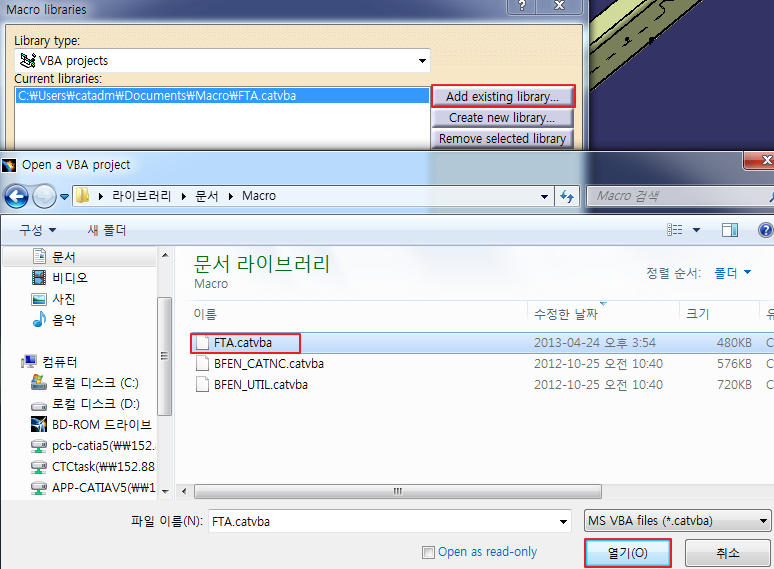 Macro libraries
?
Library type:
VBA projects
Current libraries:
C:₩Users₩catadm₩Documents₩Macro₩FTA.catvba
Add existing library...
Create new library...
Remove selected library
Open a VBA project
라이브러리 문서 Macro
Macro 검색
구성 새 폴더
?
문서
비디오
사진
음악
컴퓨터
로컬 디스크 (C:)
로컬 디스크 (D:)
BD-ROM 드라이브
pcb-catia5(₩₩152.
CTCtask(₩₩152.88
APP-CATIAV5(₩₩1
문서 라이브러리
Macro
정렬 순서: 폴더
이름 수정한 날짜 크기
FTA.catvba 2013-04-24 오후 3:54 480KB C
BFEN_CATNC.catvba 2012-10-25 오전 10:40 576KB C
BFEN_UTIL.catvba 2012-10-25 오전 10:40 720KB C
파일 이름(N): FTA.catvba MS VBA files (*.catvba)
Open as read-only 열기(O) 취소